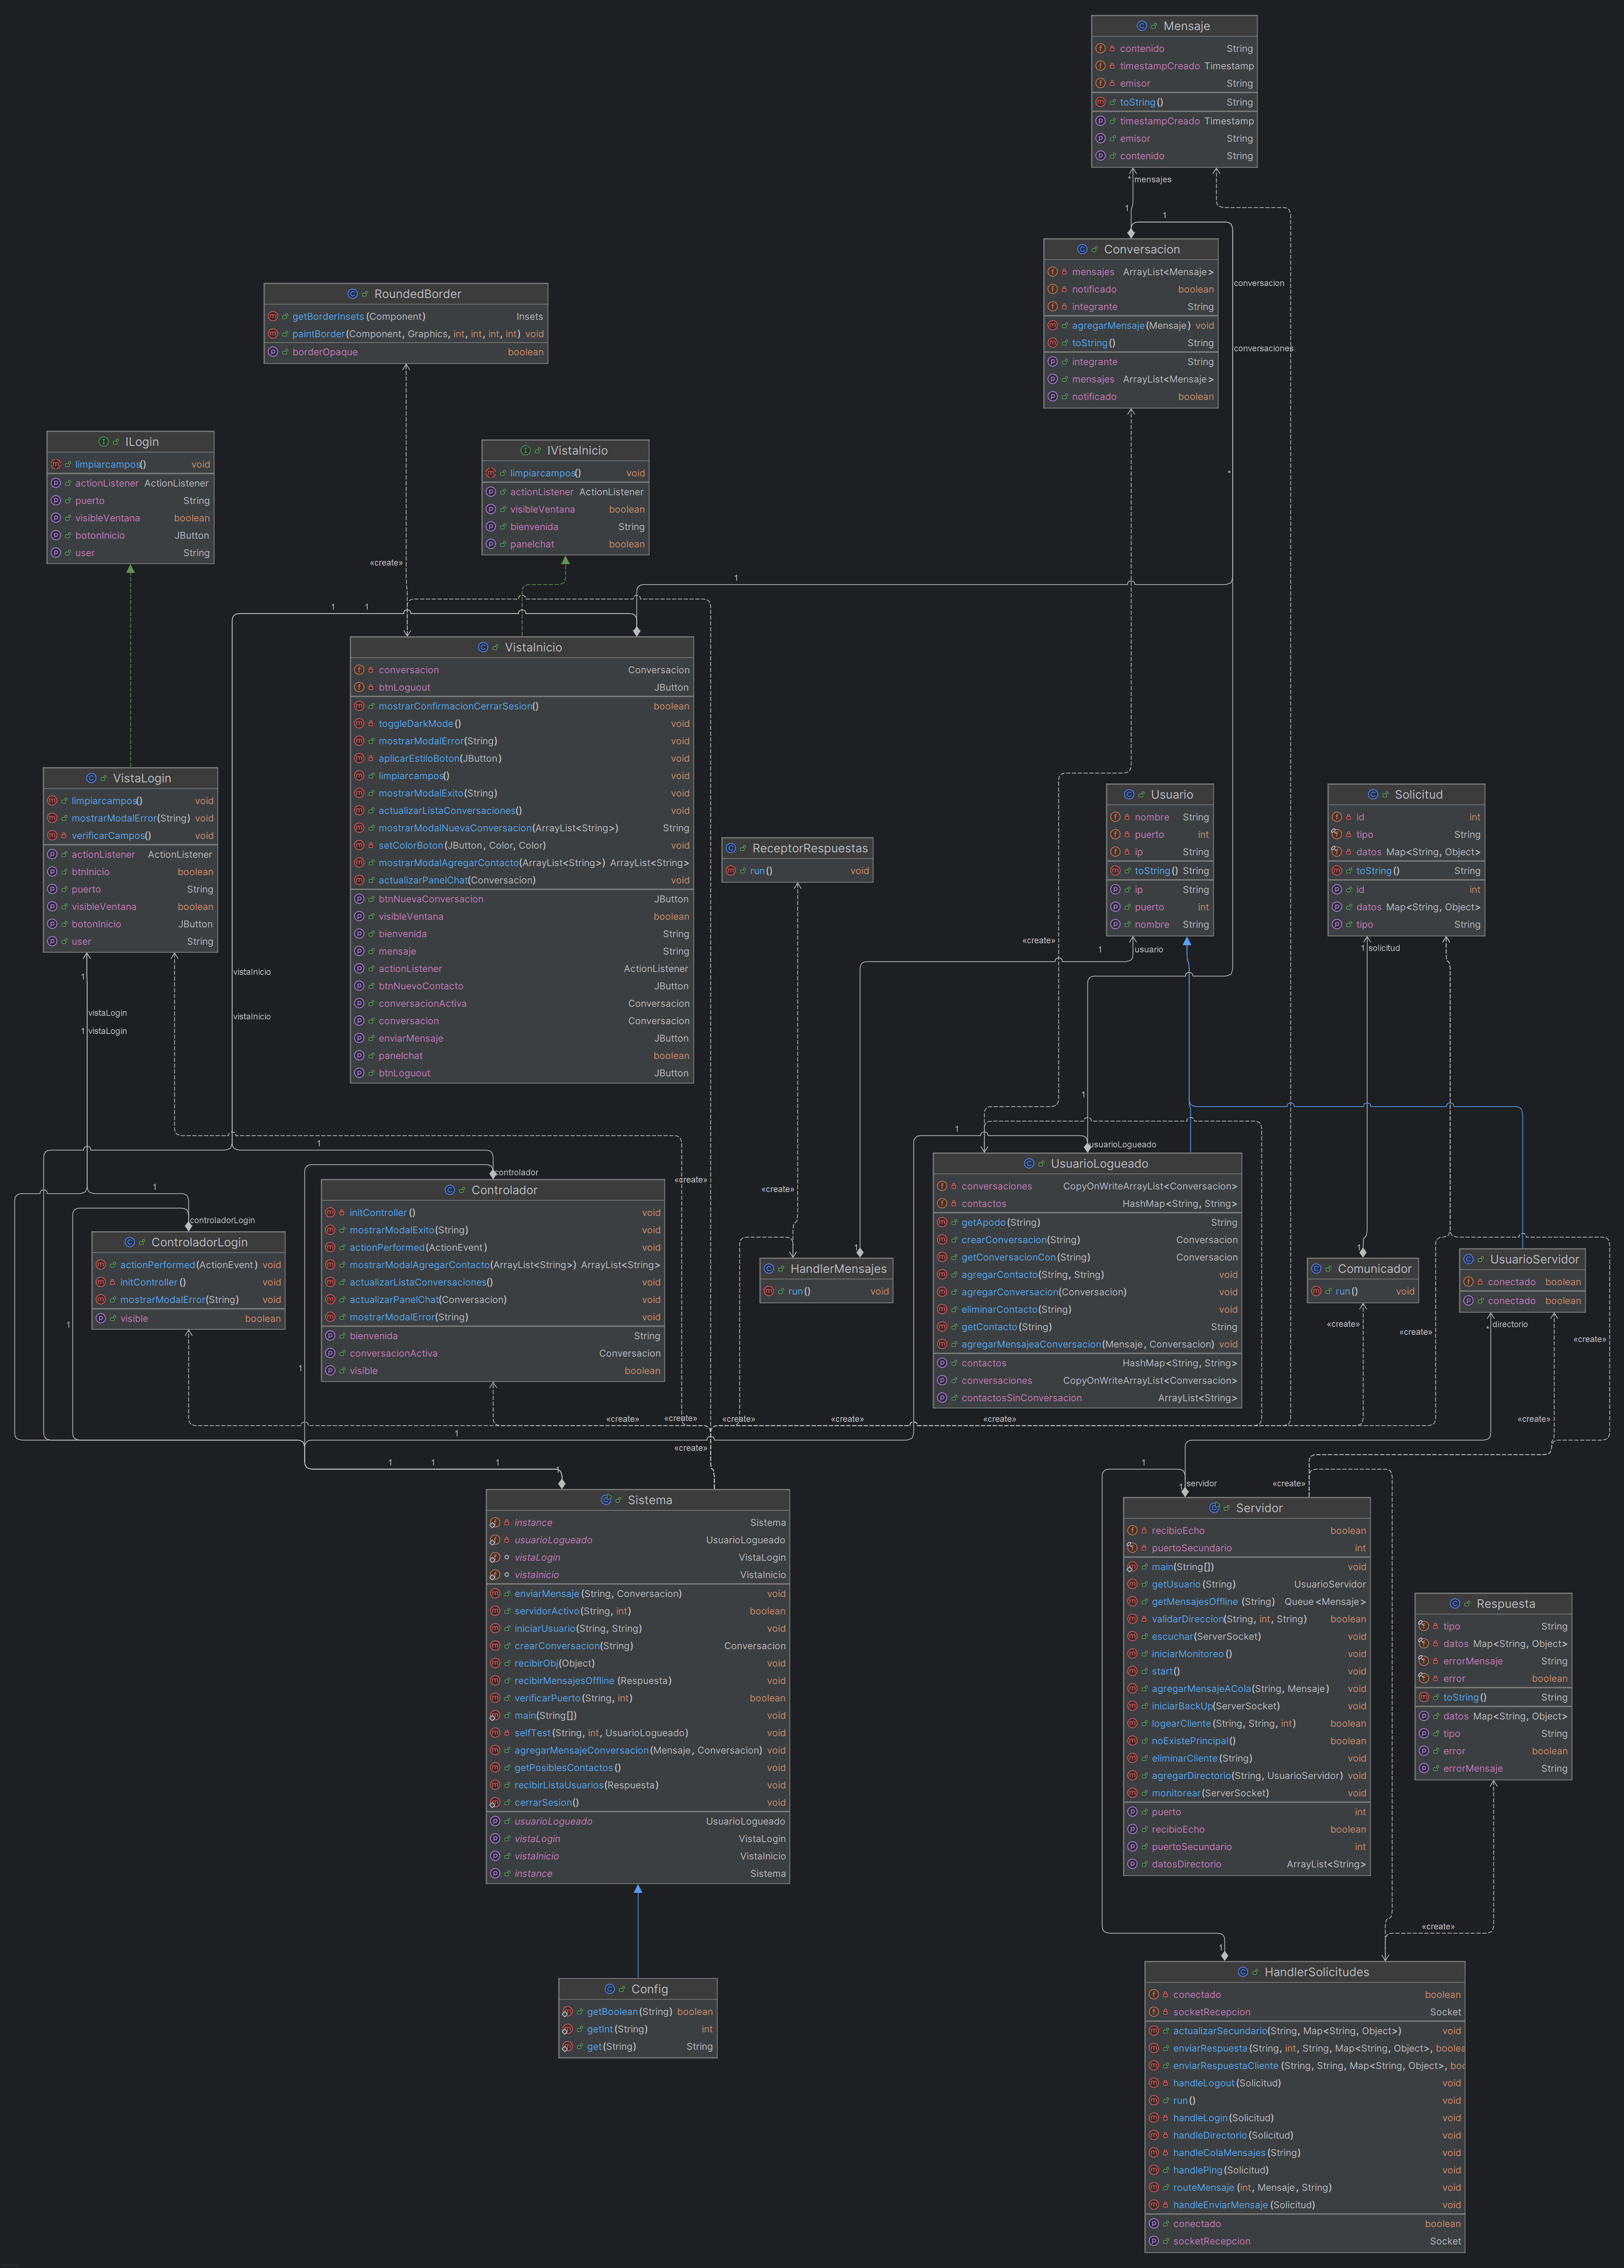 Mensaje
contenido String
timestampCreado Timestamp
emisor String
toString() String
timestampCreado Timestamp
emisor String
contenido String
* mensajes
1
1
Conversacion
mensajes ArrayList<Mensaje>
notificado boolean
integrante String
agregarMensaje(Mensaje) void
toString() String
integrante String
mensajes ArrayList<Mensaje>
notificado boolean
conversacion
conversaciones
*
RoundedBorder
getBorderInsets(Component) Insets
paintBorder(Component, Graphics, int, int, int, int) void
borderOpaque boolean
ILogin
limpiarcampos() void
actionListener ActionListener
puerto String
visibleVentana boolean
botonInicio JButton
user String
IVistaInicio
limpiarcampos() void
actionListener ActionListener
visibleVentana boolean
bienvenida String
panelchat boolean
«create»
1
1 1
VistaInicio
conversacion Conversacion
btnLoguout JButton
mostrarConfirmacionCerrarSesion() boolean
toggleDarkMode() void
mostrarModalError(String) void
aplicarEstiloBoton(JButton) void
limpiarcampos() void
mostrarModalExito(String) void
actualizarListaConversaciones() void
mostrarModalNuevaConversacion(ArrayList<String>) String
setColorBoton(JButton, Color, Color) void
mostrarModalAgregarContacto(ArrayList<String>) ArrayList<String>
actualizarPanelChat(Conversacion) void
btnNuevaConversacion JButton
visibleVentana boolean
bienvenida String
mensaje String
actionListener ActionListener
btnNuevoContacto JButton
conversacionActiva Conversacion
conversacion Conversacion
enviarMensaje JButton
panelchat boolean
btnLoguout JButton
VistaLogin
limpiarcampos() void
mostrarModalError(String) void
verificarCampos() void
actionListener ActionListener
btnInicio boolean
puerto String
visibleVentana boolean
botonInicio JButton
user String
ReceptorRespuestas
run() void
Usuario
nombre String
puerto int
ip String
toString() String
ip String
puerto int
nombre String
Solicitud
id int
tipo String
datos Map<String, Object>
toString() String
id int
datos Map<String, Object>
tipo String
«create»
1 usuario
1 solicitud
vistaInicio
vistaInicio
1
vistaLogin
1 vistaLogin
1
1
1
usuarioLogueado
controlador
«create»
«create»
1
controladorLogin
1
1
Controlador
initController() void
mostrarModalExito(String) void
actionPerformed(ActionEvent) void
mostrarModalAgregarContacto(ArrayList<String>) ArrayList<String>
actualizarListaConversaciones() void
actualizarPanelChat(Conversacion) void
mostrarModalError(String) void
bienvenida String
conversacionActiva Conversacion
visible boolean
ControladorLogin
actionPerformed(ActionEvent) void
initController() void
mostrarModalError(String) void
visible boolean
UsuarioLogueado
conversaciones CopyOnWriteArrayList<Conversacion>
contactos HashMap<String, String>
getApodo(String) String
crearConversacion(String) Conversacion
getConversacionCon(String) Conversacion
agregarContacto(String, String) void
agregarConversacion(Conversacion) void
eliminarContacto(String) void
getContacto(String) String
agregarMensajeaConversacion(Mensaje, Conversacion) void
contactos HashMap<String, String>
conversaciones CopyOnWriteArrayList<Conversacion>
contactosSinConversacion ArrayList<String>
1
HandlerMensajes
run() void
1
Comunicador
run() void
UsuarioServidor
conectado boolean
conectado boolean
* directorio
«create»
«create»
«create»
«create»
«create»
«create»
«create»
«create»
«create»
«create»
«create»
1
1 1 1
1
1
servidor
1
«create»
Sistema
instance Sistema
usuarioLogueado UsuarioLogueado
vistaLogin VistaLogin
vistaInicio VistaInicio
enviarMensaje(String, Conversacion) void
servidorActivo(String, int) boolean
iniciarUsuario(String, String) void
crearConversacion(String) Conversacion
recibirObj(Object) void
recibirMensajesOffline(Respuesta) void
verificarPuerto(String, int) boolean
main(String[]) void
selfTest(String, int, UsuarioLogueado) void
agregarMensajeConversacion(Mensaje, Conversacion) void
getPosiblesContactos() void
recibirListaUsuarios(Respuesta) void
cerrarSesion() void
usuarioLogueado UsuarioLogueado
vistaLogin VistaLogin
vistaInicio VistaInicio
instance Sistema
Servidor
recibioEcho boolean
puertoSecundario int
main(String[]) void
getUsuario(String) UsuarioServidor
getMensajesOffline(String) Queue<Mensaje>
validarDireccion(String, int, String) boolean
escuchar(ServerSocket) void
iniciarMonitoreo() void
start() void
agregarMensajeACola(String, Mensaje) void
iniciarBackUp(ServerSocket) void
logearCliente(String, String, int) boolean
noExistePrincipal() boolean
eliminarCliente(String) void
agregarDirectorio(String, UsuarioServidor) void
monitorear(ServerSocket) void
puerto int
recibioEcho boolean
puertoSecundario int
datosDirectorio ArrayList<String>
Respuesta
tipo String
datos Map<String, Object>
errorMensaje String
error boolean
toString() String
datos Map<String, Object>
tipo String
error boolean
errorMensaje String
«create»
1
Config
getBoolean(String) boolean
getInt(String) int
get(String) String
HandlerSolicitudes
conectado boolean
socketRecepcion Socket
actualizarSecundario(String, Map<String, Object>) void
enviarRespuesta(String, int, String, Map<String, Object>, boolea
enviarRespuestaCliente(String, String, Map<String, Object>, boo
handleLogout(Solicitud) void
run() void
handleLogin(Solicitud) void
handleDirectorio(Solicitud) void
handleColaMensajes(String) void
handlePing(Solicitud) void
routeMensaje(int, Mensaje, String) void
handleEnviarMensaje(Solicitud) void
conectado boolean
socketRecepcion Socket